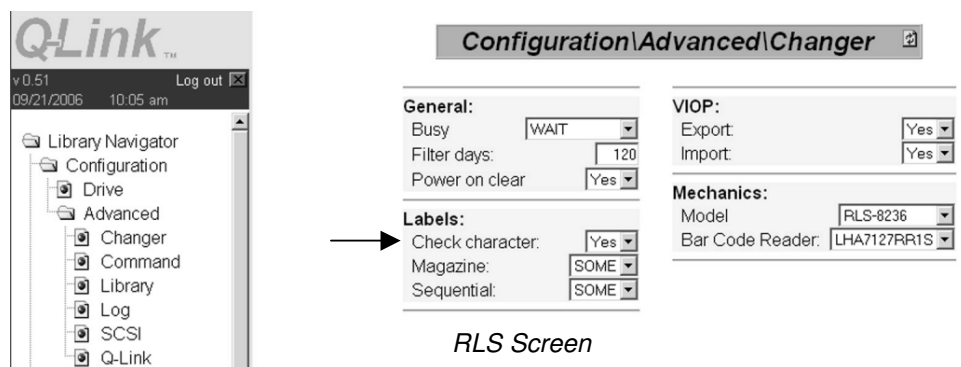 Q-Link™
v 0.51 Log out
09/21/2006 10:05 am
Library Navigator
Configuration
Drive
Advanced
Changer
Command
Library
Log
SCSI
Q-Link
Configuration\Advanced\Changer
General:
Busy WAIT
Filter days: 120
Power on clear Yes
Labels:
Check character: Yes
Magazine: SOME
Sequential: SOME
VIOP:
Export: Yes
Import: Yes
Mechanics:
Model RLS-8236
Bar Code Reader: LHA7127RR1S
RLS Screen